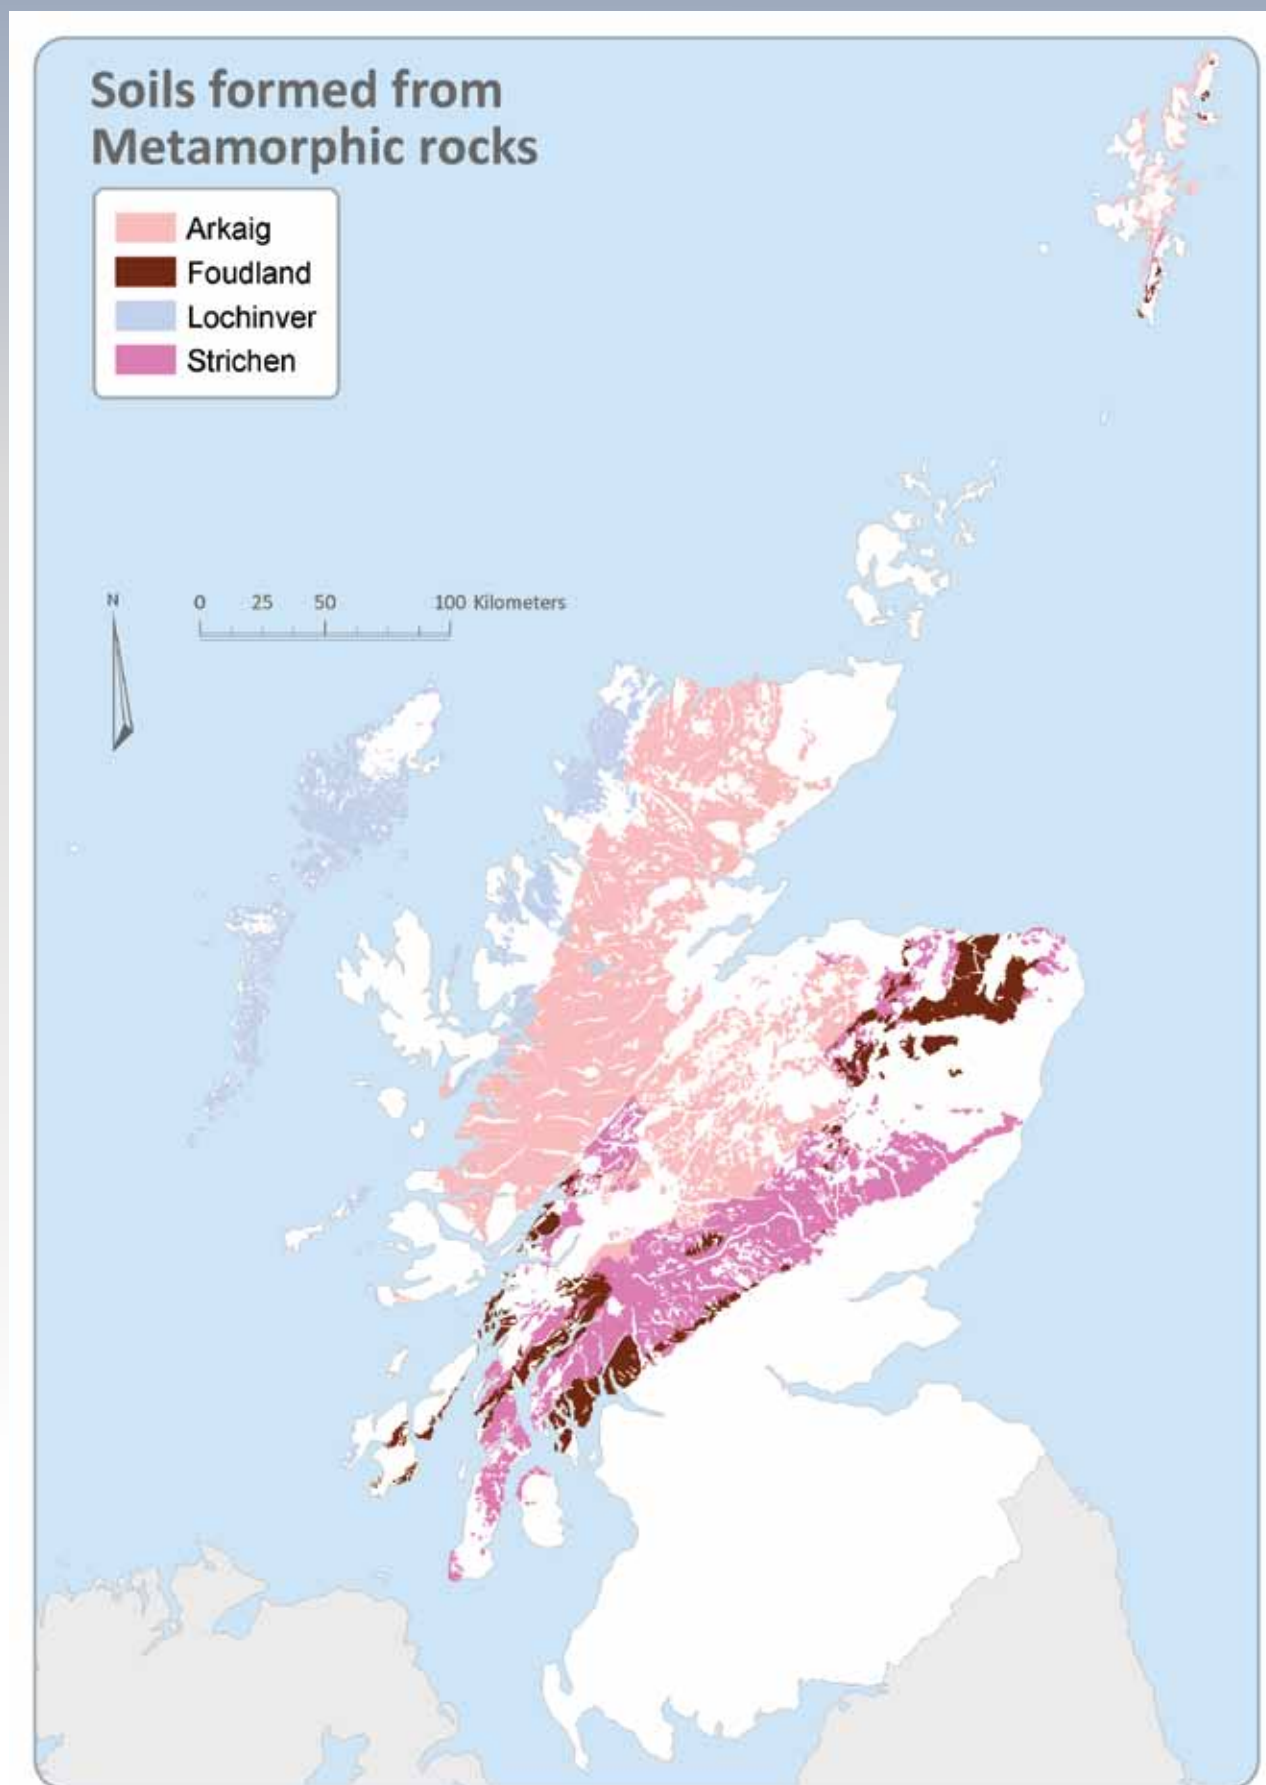 Soils formed from
Metamorphic rocks
Arkaig
Foudland
Lochinver
Strichen
N
0 25 50 100 Kilometers